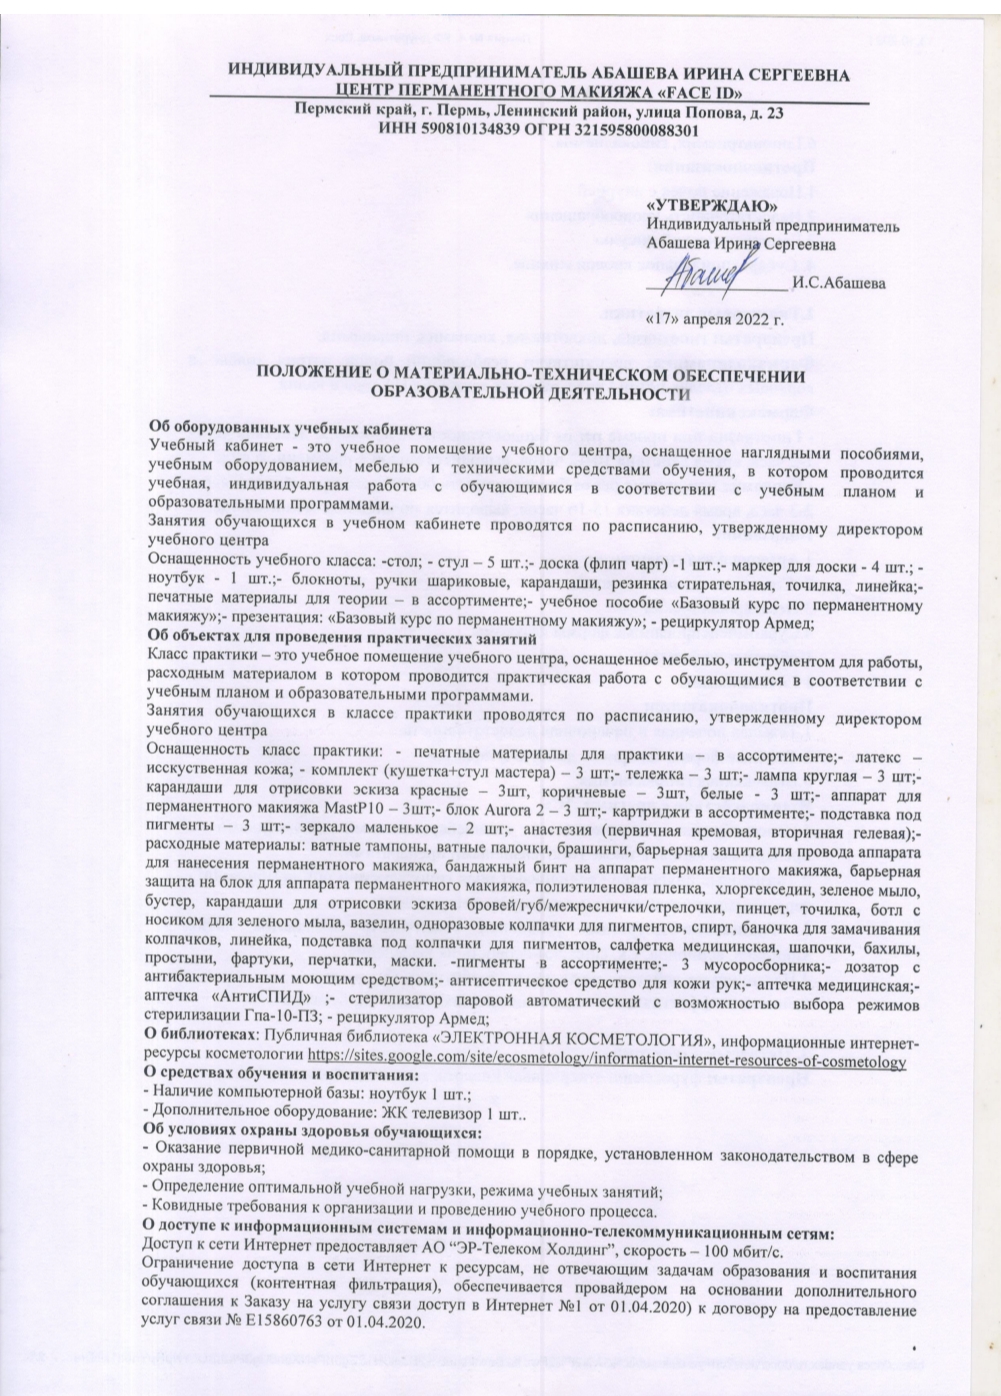 ИНДИВИДУАЛЬНЫЙ ПРЕДПРИНИМАТЕЛЬ АБАШЕВА ИРИНА СЕРГЕЕВНА
ЦЕНТР ПЕРМАНЕНТНОГО МАКИЯЖА «FACE ID»
Пермский край, г. Пермь, Ленинский район, улица Попова, д. 23
ИНН 590810134839 ОГРН 321595800088301
«УТВЕРЖДАЮ»
Индивидуальный предприниматель
Абашева Ирина Сергеевна
Абашев И.С.Абашева
«17» апреля 2022 г.
ПОЛОЖЕНИЕ О МАТЕРИАЛЬНО-ТЕХНИЧЕСКОМ ОБЕСПЕЧЕНИИ
ОБРАЗОВАТЕЛЬНОЙ ДЕЯТЕЛЬНОСТИ
Об оборудованных учебных кабинета
Учебный кабинет - это учебное помещение учебного центра, оснащенное наглядными пособиями,
учебным оборудованием, мебелью и техническими средствами обучения, в котором проводится
учебная, индивидуальная работа с обучающимися в соответствии с учебным планом и
образовательными программами.
Занятия обучающихся в учебном кабинете проводятся по расписанию, утвержденному директором
учебного центра
Оснащенность учебного класса: -стол; - стул – 5 шт.;- доска (флип чарт) -1 шт.;- маркер для доски - 4 шт.; -
ноутбук - 1 шт.;- блокноты, ручки шариковые, карандаши, резинка стирательная, точилка, линейка;-
печатные материалы для теории – в ассортименте;- учебное пособие «Базовый курс по перманентному
макияжу»;- презентация: «Базовый курс по перманентному макияжу»; - рециркулятор Армед;
Об объектах для проведения практических занятий
Класс практики – это учебное помещение учебного центра, оснащенное мебелью, инструментом для работы,
расходным материалом в котором проводится практическая работа с обучающимися в соответствии с
учебным планом и образовательными программами.
Занятия обучающихся в классе практики проводятся по расписанию, утвержденному директором
учебного центра
Оснащенность класс практики: - печатные материалы для практики – в ассортименте;- латекс –
исскуственная кожа; - комплект (кушетка+стул мастера) – 3 шт;- тележка – 3 шт;- лампа круглая – 3 шт;-
карандаши для отрисовки эскиза красные – 3шт, коричневые – 3шт, белые - 3 шт;- аппарат для
перманентного макияжа MastP10 – 3шт;- блок Aurora 2 – 3 шт;- картриджи в ассортименте;- подставка под
пигменты – 3 шт;- зеркало маленькое – 2 шт;- анастезия (первичная кремовая, вторичная гелевая);-
расходные материалы: ватные тампоны, ватные палочки, брашинги, барьерная защита для провода аппарата
для нанесения перманентного макияжа, бандажный бинт на аппарат перманентного макияжа, барьерная
защита на блок для аппарата перманентного макияжа, полиэтиленовая пленка, хлоргекседин, зеленое мыло,
бустер, карандаши для отрисовки эскиза бровей/губ/межреснички/стрелочки, пинцет, точилка, ботл с
носиком для зеленого мыла, вазелин, одноразовые колпачки для пигментов, спирт, баночка для замачивания
колпачков, линейка, подставка под колпачки для пигментов, салфетка медицинская, шапочки, бахилы,
простыни, фартуки, перчатки, маски. -пигменты в ассортименте;- 3 мусоросборника;- дозатор с
антибактериальным моющим средством;- антисептическое средство для кожи рук;- аптечка медицинская;-
аптечка «АнтиСПИД» ;- стерилизатор паровой автоматический с возможностью выбора режимов
стерилизации Гпа-10-ПЗ; - рециркулятор Армед;
О библиотеках: Публичная библиотека «ЭЛЕКТРОННАЯ КОСМЕТОЛОГИЯ», информационные интернет-
ресурсы косметологии https://sites.google.com/site/ecosmetology/information-internet-resources-of-cosmetology
О средствах обучения и воспитания:
- Наличие компьютерной базы: ноутбук 1 шт.;
- Дополнительное оборудование: ЖК телевизор 1 шт..
Об условиях охраны здоровья обучающихся:
- Оказание первичной медико-санитарной помощи в порядке, установленном законодательством в сфере
охраны здоровья;
- Определение оптимальной учебной нагрузки, режима учебных занятий;
- Ковидные требования к организации и проведению учебного процесса.
О доступе к информационным системам и информационно-телекоммуникационным сетям:
Доступ к сети Интернет предоставляет АО “ЭР-Телеком Холдинг”, скорость – 100 мбит/с.
Ограничение доступа в сети Интернет к ресурсам, не отвечающим задачам образования и воспитания
обучающихся (контентная фильтрация), обеспечивается провайдером на основании дополнительного
соглашения к Заказу на услугу связи доступ в Интернет №1 от 01.04.2020) к договору на предоставление
услуг связи № Е15860763 от 01.04.2020.